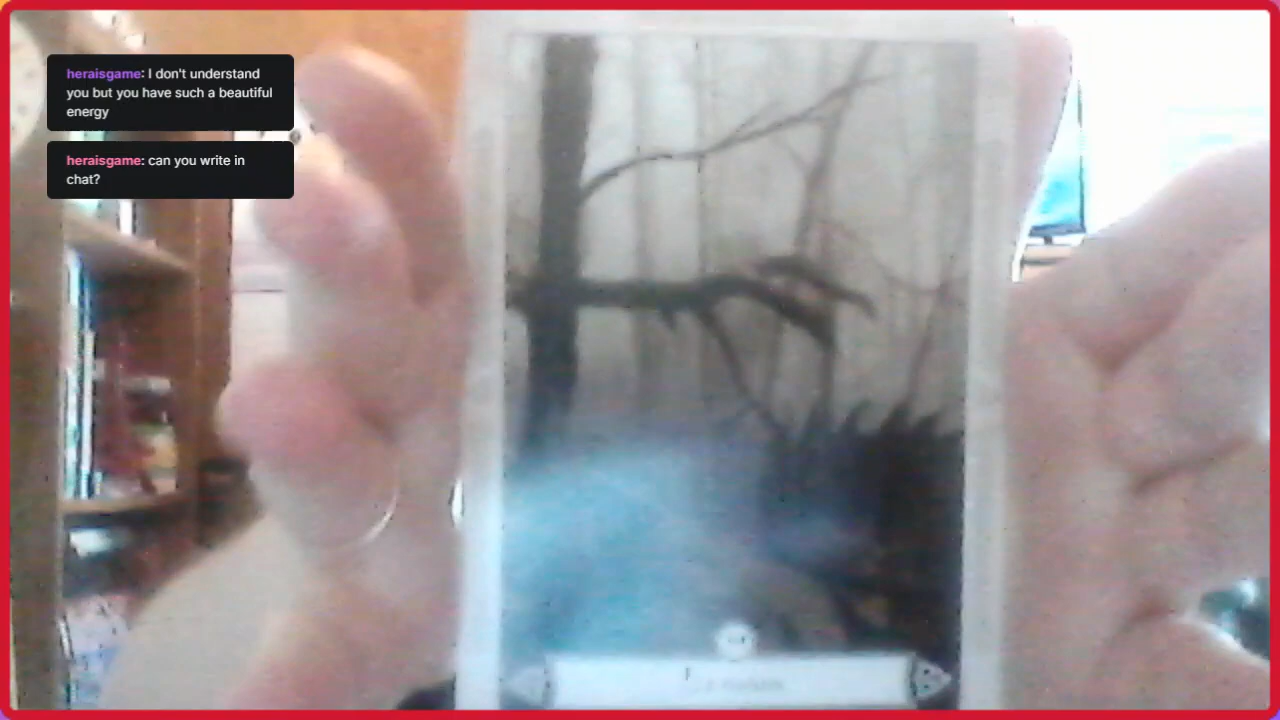 heraisgame: I don't understand
you but you have such a beautiful
energy
heraisgame: can you write in
chat?